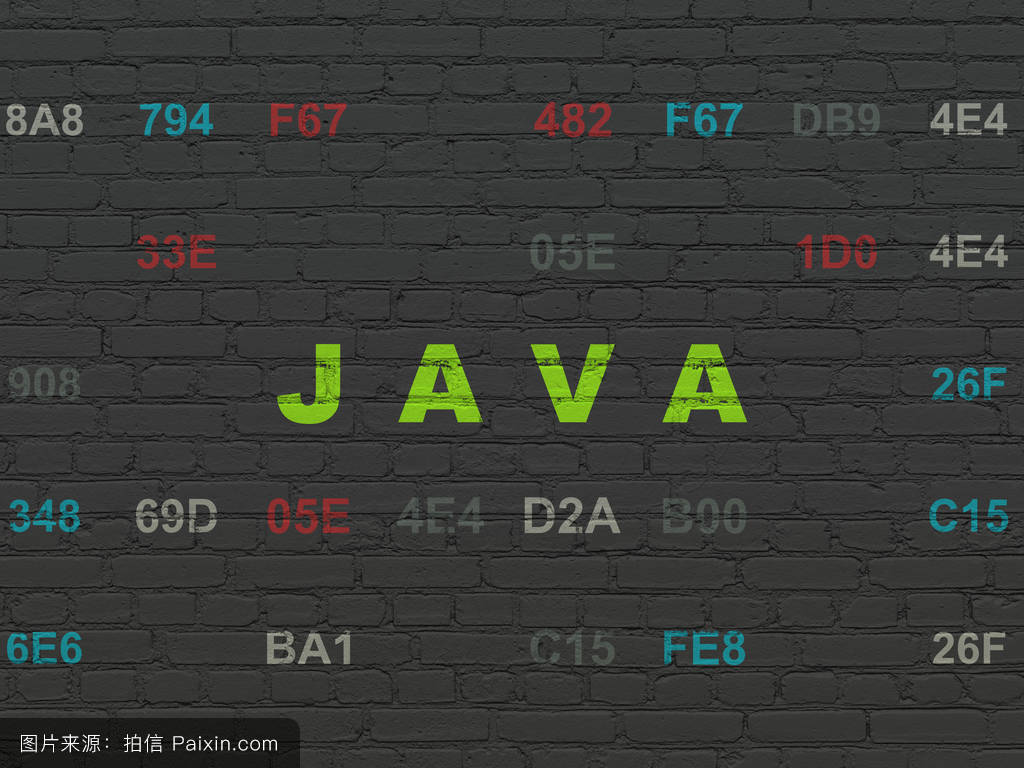 8A8 794 F67 482 F67 DB9 4E4
33E 05E 1D0 4E4
908 JAVA 26F
348 69D 05E 4E4 D2A B00 C15
6E6 BA1 C15 FE8 26F
图片来源：拍信 Paixin.com